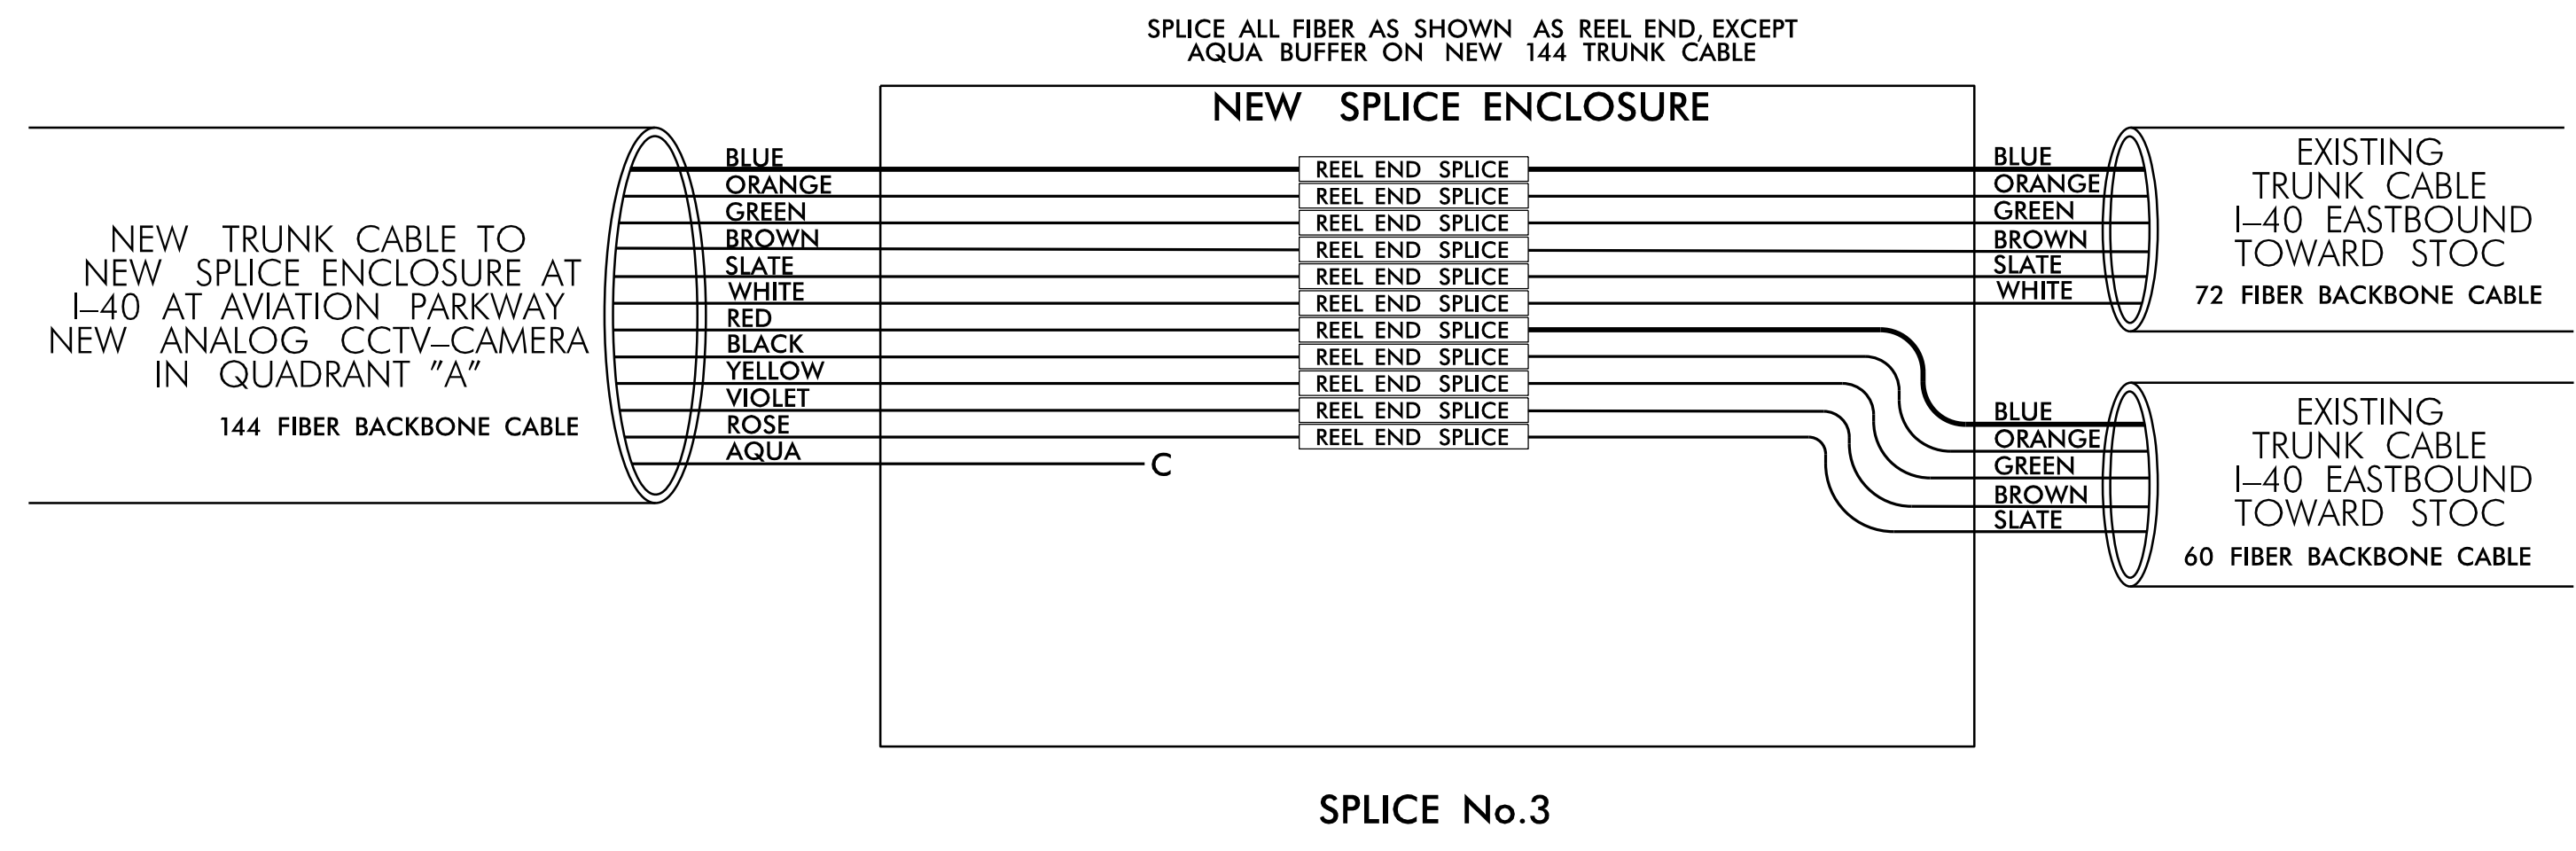 SPLICE ALL FIBER AS SHOWN AS REEL END, EXCEPT
AQUA BUFFER ON NEW 144 TRUNK CABLE
NEW SPLICE ENCLOSURE
NEW TRUNK CABLE TO
NEW SPLICE ENCLOSURE AT
I-40 AT AVIATION PARKWAY
NEW ANALOG CCTV-CAMERA
IN QUADRANT "A"
144 FIBER BACKBONE CABLE
BLUE
ORANGE
GREEN
BROWN
SLATE
WHITE
RED
BLACK
YELLOW
VIOLET
ROSE
AQUA
C
REEL END SPLICE
REEL END SPLICE
REEL END SPLICE
REEL END SPLICE
REEL END SPLICE
REEL END SPLICE
REEL END SPLICE
REEL END SPLICE
REEL END SPLICE
REEL END SPLICE
REEL END SPLICE
BLUE
ORANGE
GREEN
BROWN
SLATE
WHITE
EXISTING
TRUNK CABLE
I-40 EASTBOUND
TOWARD STOC
72 FIBER BACKBONE CABLE
BLUE
ORANGE
GREEN
BROWN
SLATE
EXISTING
TRUNK CABLE
I-40 EASTBOUND
TOWARD STOC
60 FIBER BACKBONE CABLE
SPLICE No.3